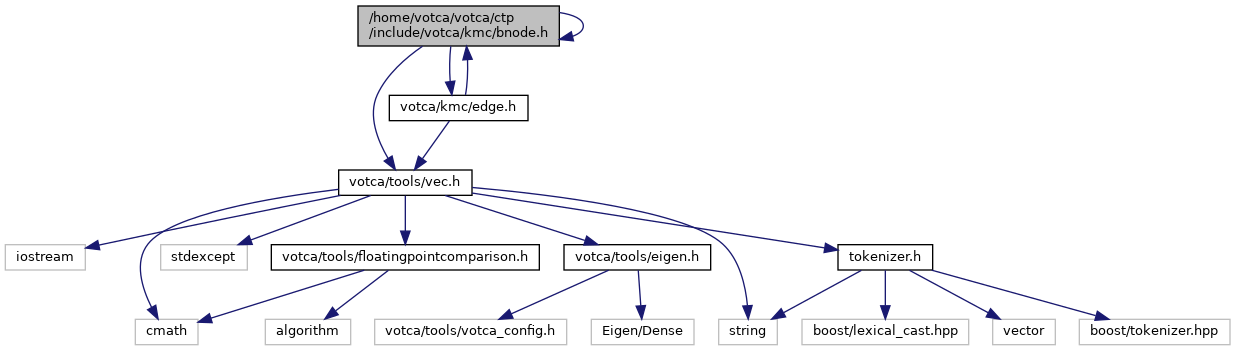 /home/votca/votca/ctp
/include/votca/kmc/bnode.h
votca/kmc/edge.h
votca/tools/vec.h
iostream
stdexcept
votca/tools/floatingpointcomparison.h
votca/tools/eigen.h
tokenizer.h
cmath
algorithm
votca/tools/votca_config.h
Eigen/Dense
string
boost/lexical_cast.hpp
vector
boost/tokenizer.hpp